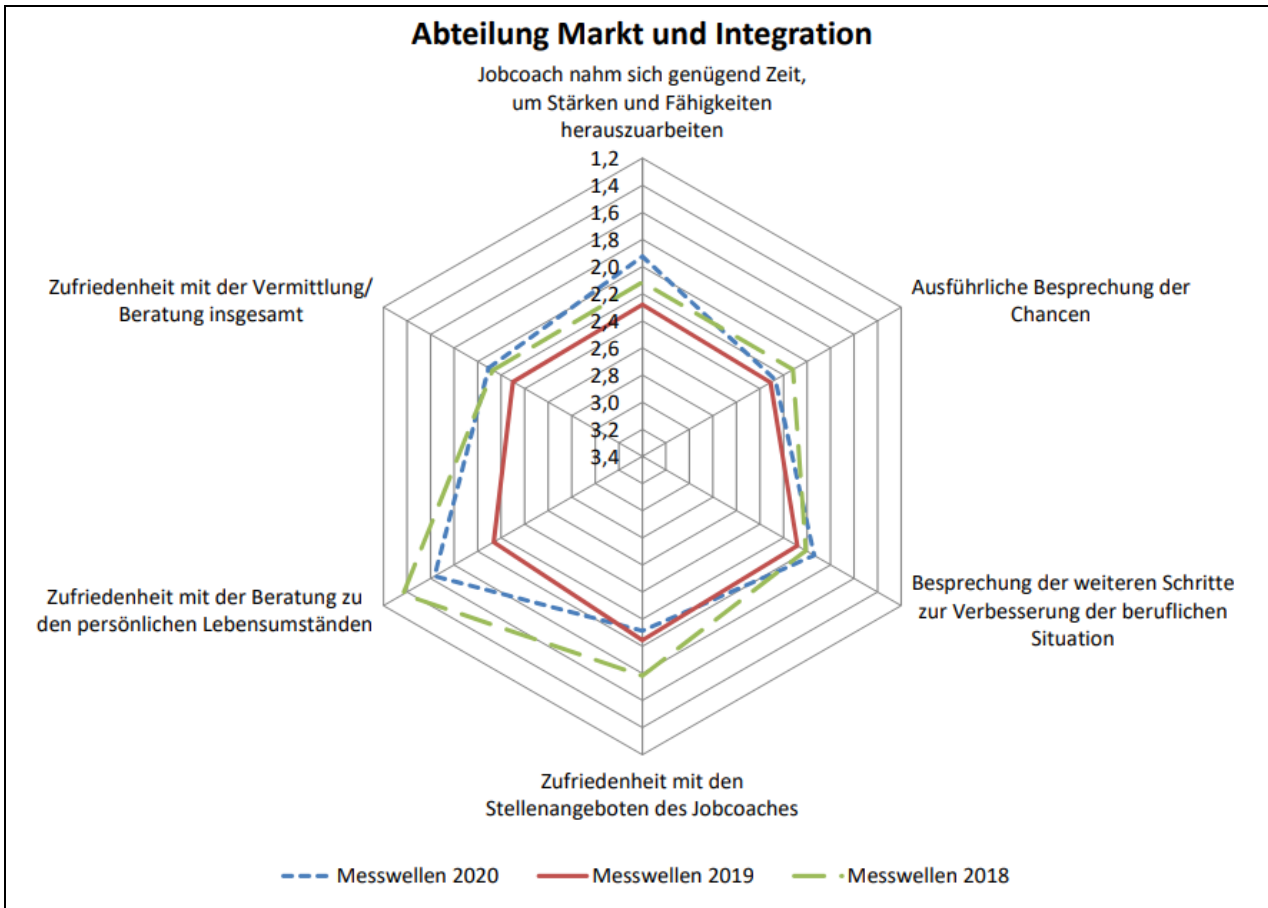 Abteilung Markt und Integration
Jobcoach nahm sich genügend Zeit,
um Stärken und Fähigkeiten
herauszuarbeiten
1,2
1,4
1,6
1,8
2,0
2,2
2,4
2,6
2,8
3,0
3,2
3,4
Ausführliche Besprechung der
Chancen
Besprechung der weiteren Schritte
zur Verbesserung der beruflichen
Situation
Zufriedenheit mit den
Stellenangeboten des Jobcoaches
Zufriedenheit mit der Beratung zu
den persönlichen Lebensumständen
Zufriedenheit mit der Vermittlung/
Beratung insgesamt
Messwellen 2020
Messwellen 2019
Messwellen 2018